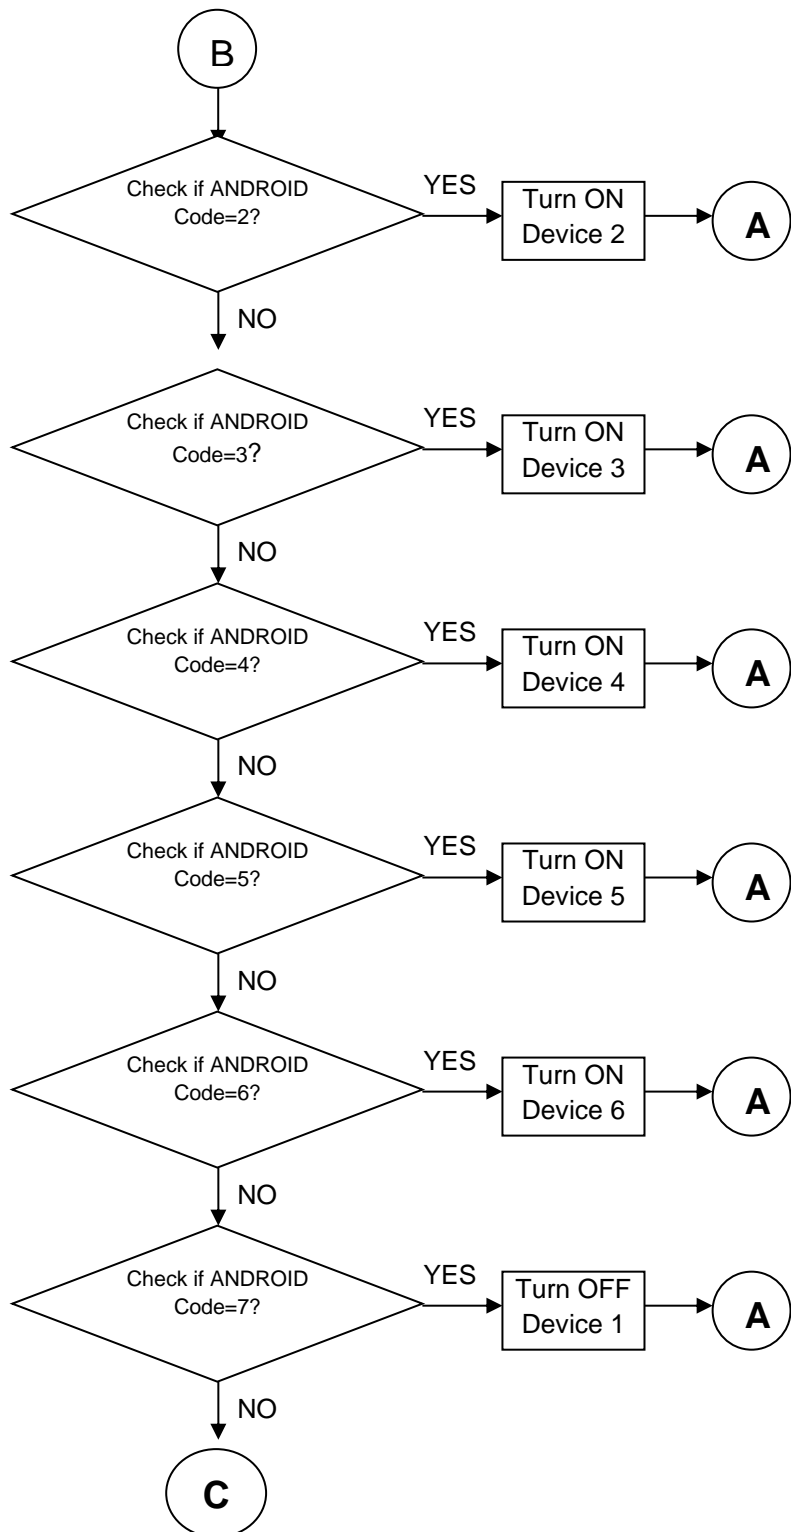 B
Check if ANDROID
Code=2?
YES
Turn ON
Device 2
A
NO
Check if ANDROID
Code=3?
YES
Turn ON
Device 3
A
NO
Check if ANDROID
Code=4?
YES
Turn ON
Device 4
A
NO
Check if ANDROID
Code=5?
YES
Turn ON
Device 5
A
NO
Check if ANDROID
Code=6?
YES
Turn ON
Device 6
A
NO
Check if ANDROID
Code=7?
YES
Turn OFF
Device 1
A
NO
C